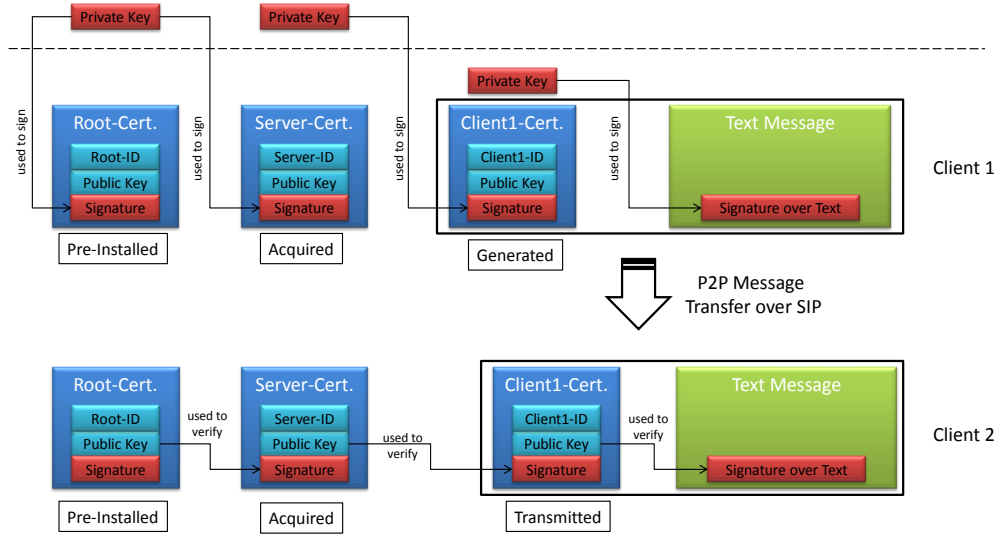 Private Key
Private Key
Private Key
used to sign
Root-Cert.
Root-ID
Public Key
Signature
Pre-Installed
used to sign
Server-Cert.
Server-ID
Public Key
Signature
Acquired
used to sign
Client1-Cert.
Client1-ID
Public Key
Signature
Generated
used to sign
Text Message
Signature over Text
Client 1
P2P Message
Transfer over SIP
Root-Cert.
Root-ID
Public Key
Signature
Pre-Installed
used to
verify
Server-Cert.
Server-ID
Public Key
Signature
Acquired
used to
verify
Client1-Cert.
Client1-ID
Public Key
Signature
Transmitted
used to
verify
Text Message
Signature over Text
Client 2